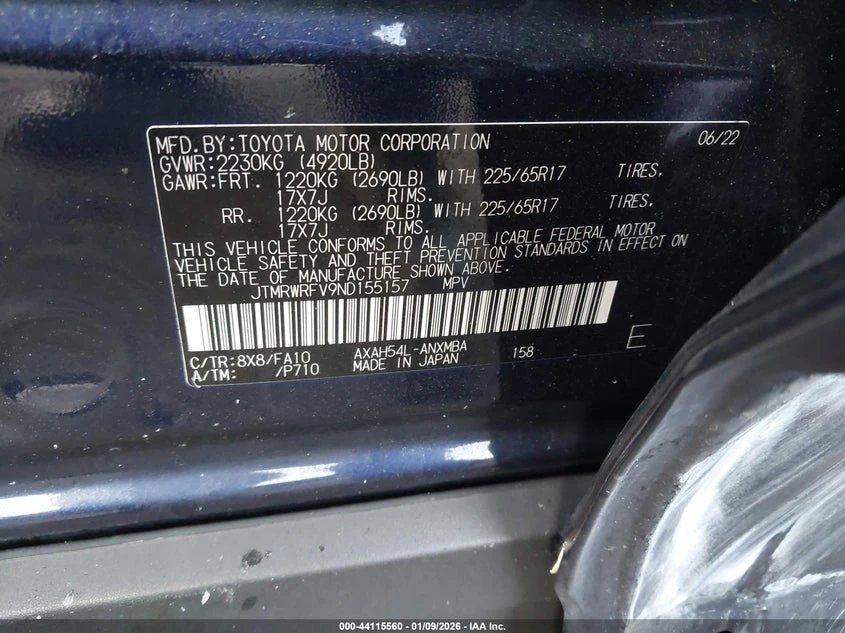 MFD.BY:TOYOTA MOTOR CORPORATION 06/22
GVWR:2230KG (4920LB)
GAWR:FRT. 1220KG (2690LB) WITH 225/65R17 TIRES,
17X7J RIMS.
RR. 1220KG (2690LB) WITH 225/65R17 TIRES,
17X7J RIMS.
THIS VEHICLE CONFORMS TO ALL APPLICABLE FEDERAL MOTOR
VEHICLE SAFETY AND THEFT PREVENTION STANDARDS IN EFFECT ON
THE DATE OF MANUFACTURE SHOWN ABOVE.
JTMRWRFV9ND155157 MPV
C/TR:8X8/FA10 AXAH54L-ANXMBA 158 E
A/TM: /P710 MADE IN JAPAN
000-44115560 - 01/09/2026 - IAA Inc.